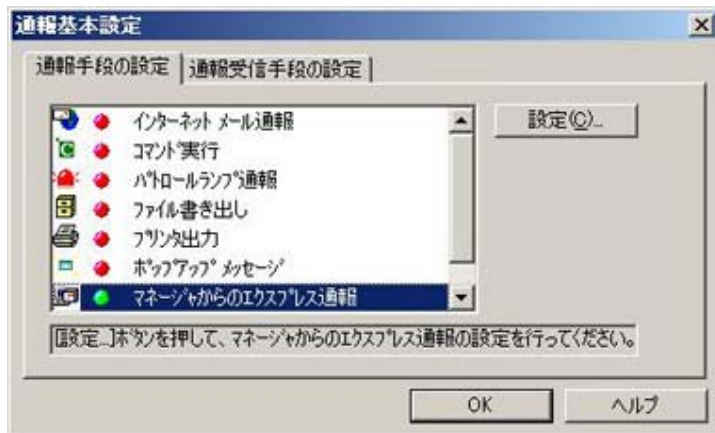 通報基本設定
通報手段の設定
通報受信手段の設定
インターネット メール通報
設定(C)...
コマンド実行
パトロールランプ通報
ファイル書き出し
プリンタ出力
ポップアップ メッセージ
マネージャからのエクスプレス通報
[設定...]ボタンを押して、マネージャからのエクスプレス通報の設定を行ってください。
OK
ヘルプ